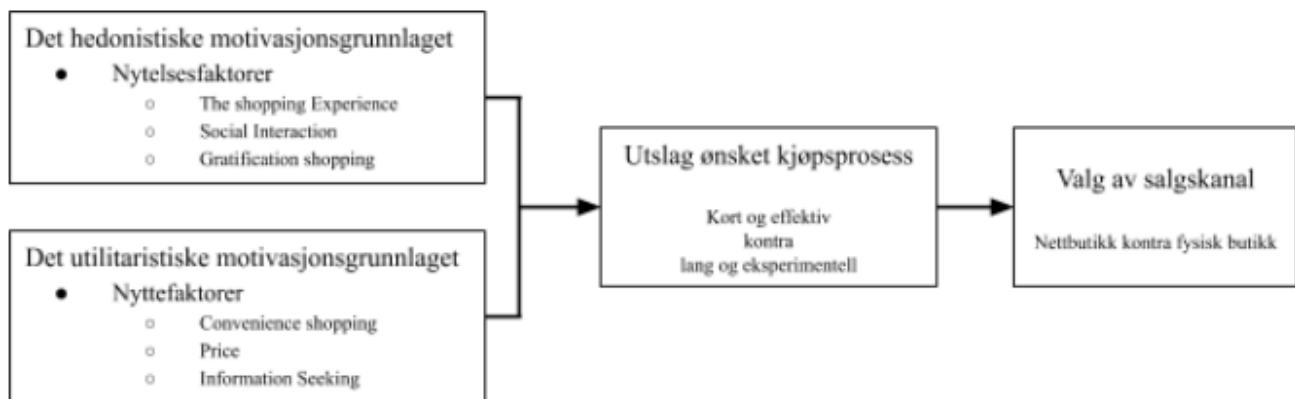 Det hedonistiske motivasjonsgrunnlaget
● Nytelsesfaktorer
○ The shopping Experience
○ Social Interaction
○ Gratification shopping
Det utilitaristiske motivasjonsgrunnlaget
● Nyttefaktorer
○ Convenience shopping
○ Price
○ Information Seeking
Utslag ønsket kjøpsprosess
Kort og effektiv
kontra
lang og eksperimentell
Valg av salgskanal
Nettbutikk kontra fysisk butikk